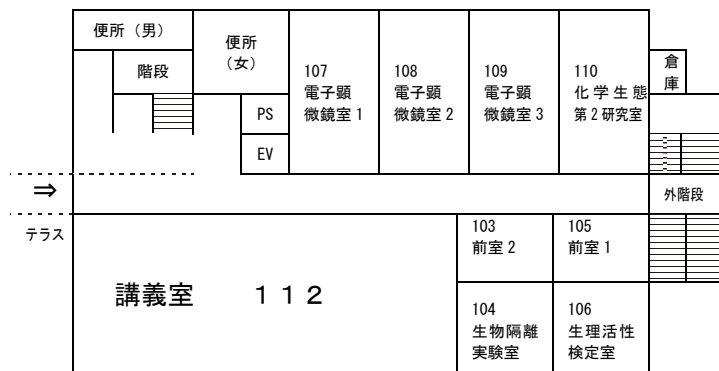 便所（男）
階段
便所
（女）
PS
EV
107
電子顕
微鏡室１
108
電子顕
微鏡室２
109
電子顕
微鏡室３
110
化学生態
第２研究室
倉
庫
⇒
テラス
外階段
講義室　１１２
103
前室２
105
前室１
104
生物隔離
実験室
106
生理活性
検定室